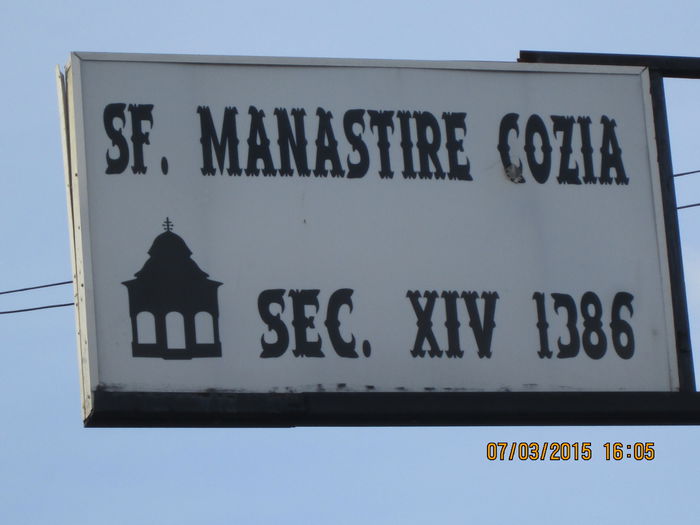 SF. MANASTIRE COZIA
SEC. XIV 1386
07/03/2015 16:05